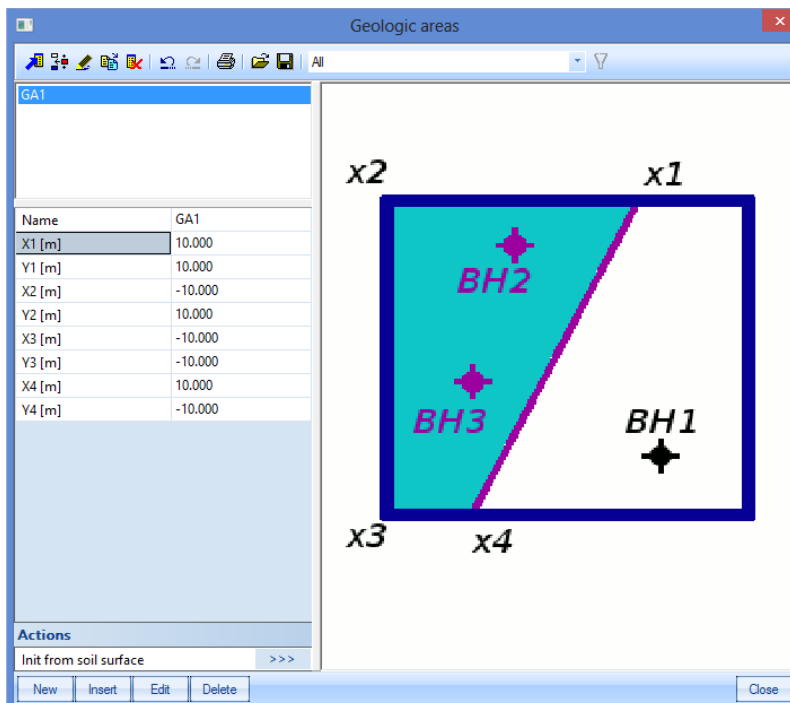 Geologic areas
All
GA1
Name GA1
X1 [m] 10.000
Y1 [m] 10.000
X2 [m] -10.000
Y2 [m] 10.000
X3 [m] -10.000
Y3 [m] -10.000
X4 [m] 10.000
Y4 [m] -10.000
Actions
Init from soil surface >>>
New Insert Edit Delete
x2 x1
BH2
BH3 BH1
x3 x4
Close